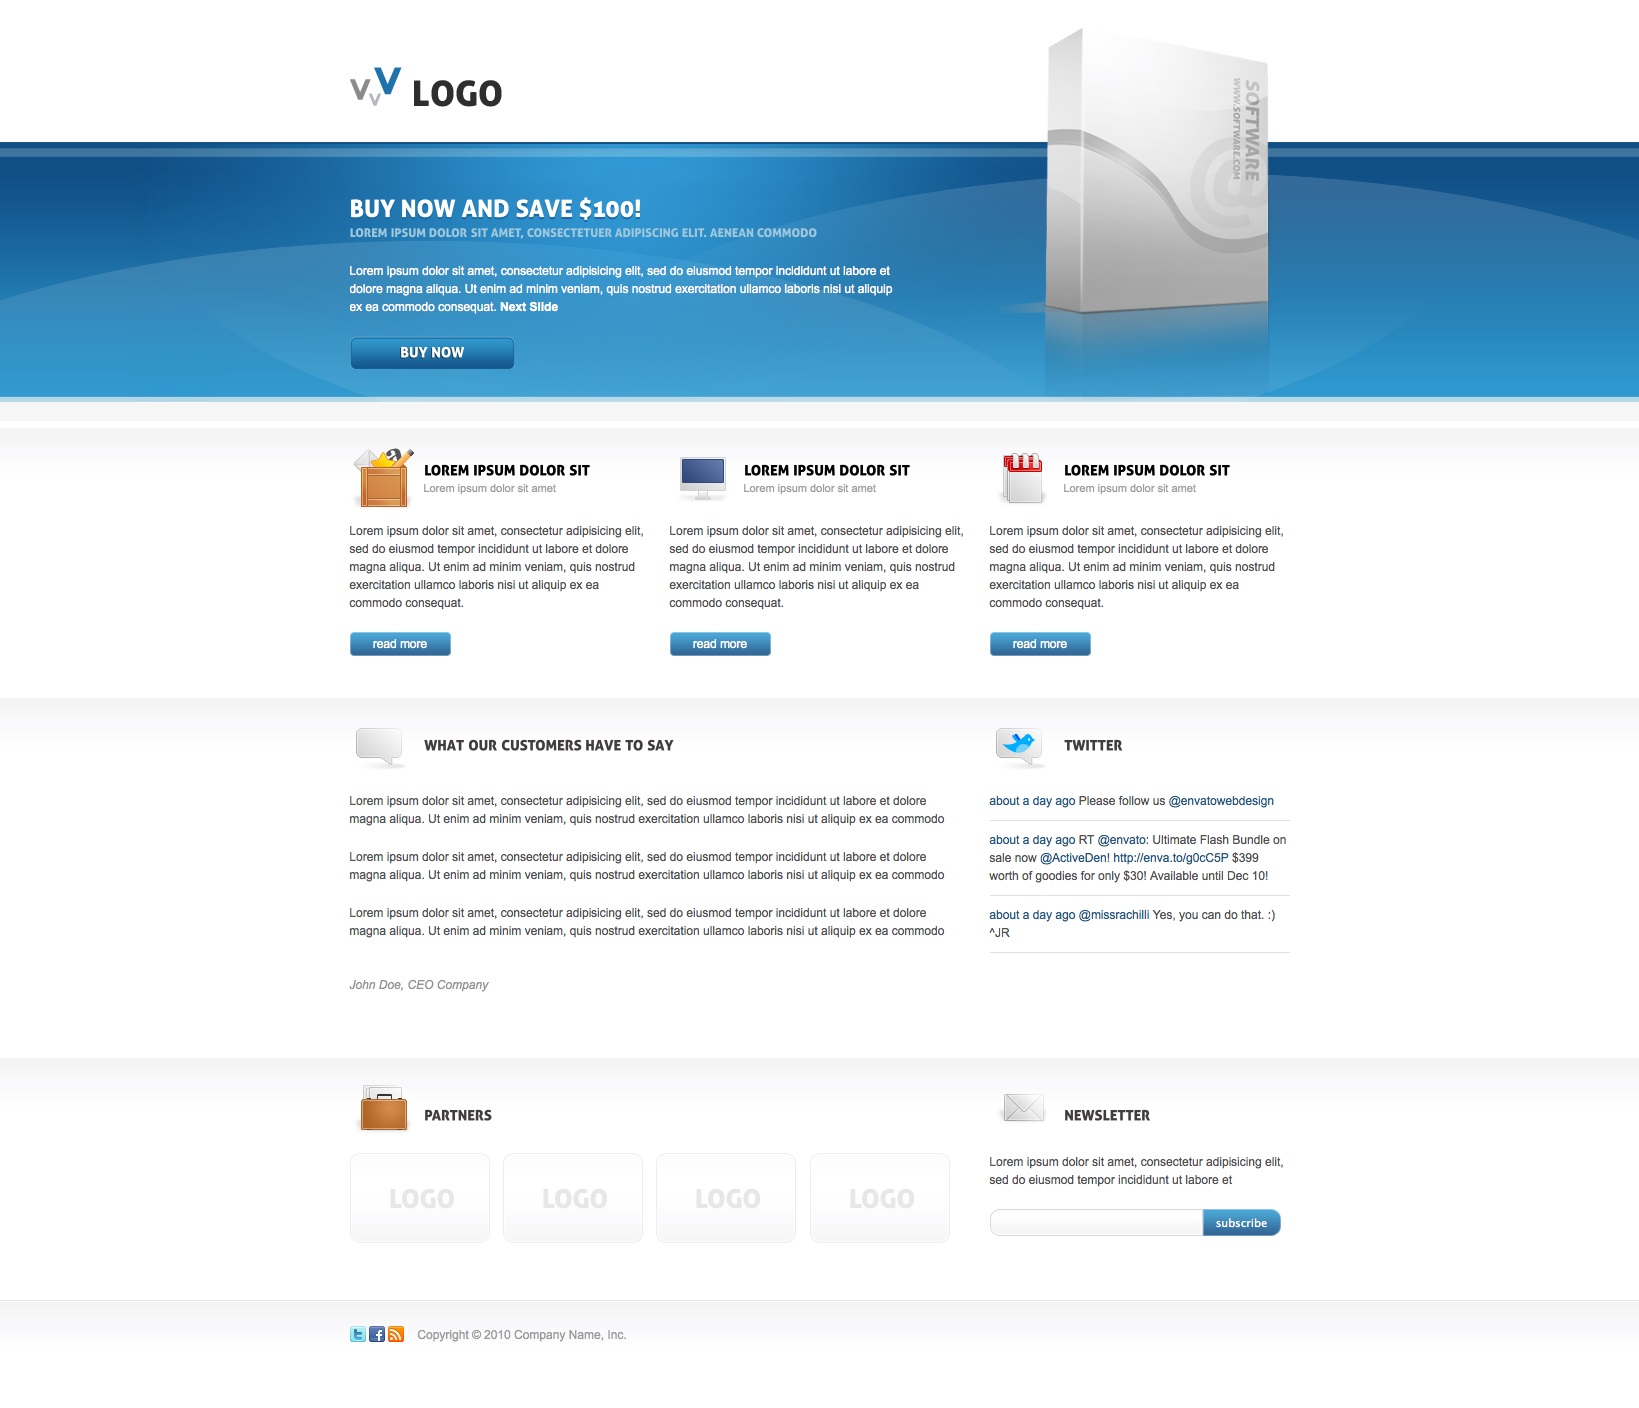 VVV LOGO
SOFTWARE
WWW.SOFTWARE.COM
@
BUY NOW AND SAVE $100!
LOREM IPSUM DOLOR SIT AMET, CONSECTETUER ADIPISCING ELIT. AENEAN COMMODO
Lorem ipsum dolor sit amet, consectetur adipisicing elit, sed do eiusmod tempor incididunt ut labore et
dolore magna aliqua. Ut enim ad minim veniam, quis nostrud exercitation ullamco laboris nisi ut aliquip
ex ea commodo consequat. Next Slide
BUY NOW
a
LOREM IPSUM DOLOR SIT
Lorem ipsum dolor sit amet
Lorem ipsum dolor sit amet, consectetur adipisicing elit,
sed do eiusmod tempor incididunt ut labore et dolore
magna aliqua. Ut enim ad minim veniam, quis nostrud
exercitation ullamco laboris nisi ut aliquip ex ea
commodo consequat.
read more
LOREM IPSUM DOLOR SIT
Lorem ipsum dolor sit amet
Lorem ipsum dolor sit amet, consectetur adipisicing elit,
sed do eiusmod tempor incididunt ut labore et dolore
magna aliqua. Ut enim ad minim veniam, quis nostrud
exercitation ullamco laboris nisi ut aliquip ex ea
commodo consequat.
read more
LOREM IPSUM DOLOR SIT
Lorem ipsum dolor sit amet
Lorem ipsum dolor sit amet, consectetur adipisicing elit,
sed do eiusmod tempor incididunt ut labore et dolore
magna aliqua. Ut enim ad minim veniam, quis nostrud
exercitation ullamco laboris nisi ut aliquip ex ea
commodo consequat.
read more
WHAT OUR CUSTOMERS HAVE TO SAY
Lorem ipsum dolor sit amet, consectetur adipisicing elit, sed do eiusmod tempor incididunt ut labore et dolore
magna aliqua. Ut enim ad minim veniam, quis nostrud exercitation ullamco laboris nisi ut aliquip ex ea commodo
Lorem ipsum dolor sit amet, consectetur adipisicing elit, sed do eiusmod tempor incididunt ut labore et dolore
magna aliqua. Ut enim ad minim veniam, quis nostrud exercitation ullamco laboris nisi ut aliquip ex ea commodo
Lorem ipsum dolor sit amet, consectetur adipisicing elit, sed do eiusmod tempor incididunt ut labore et dolore
magna aliqua. Ut enim ad minim veniam, quis nostrud exercitation ullamco laboris nisi ut aliquip ex ea commodo
John Doe, CEO Company
TWITTER
about a day ago Please follow us @envatowebdesign
about a day ago RT @envato: Ultimate Flash Bundle on
sale now @ActiveDen! http://enva.to/g0cC5P $399
worth of goodies for only $30! Available until Dec 10!
about a day ago @missrachilli Yes, you can do that. :)
^JR
PARTNERS
LOGO
LOGO
LOGO
LOGO
NEWSLETTER
Lorem ipsum dolor sit amet, consectetur adipisicing elit,
sed do eiusmod tempor incididunt ut labore et
subscribe
t f Copyright © 2010 Company Name, Inc.